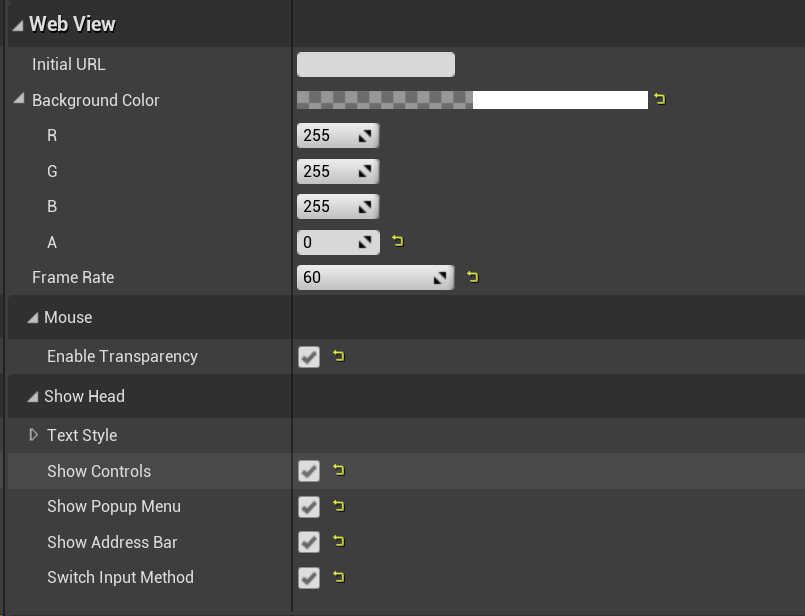 Web View
Initial URL
Background Color
R 255
G 255
B 255
A 0
Frame Rate 60
Mouse
Enable Transparency
Show Head
Text Style
Show Controls
Show Popup Menu
Show Address Bar
Switch Input Method